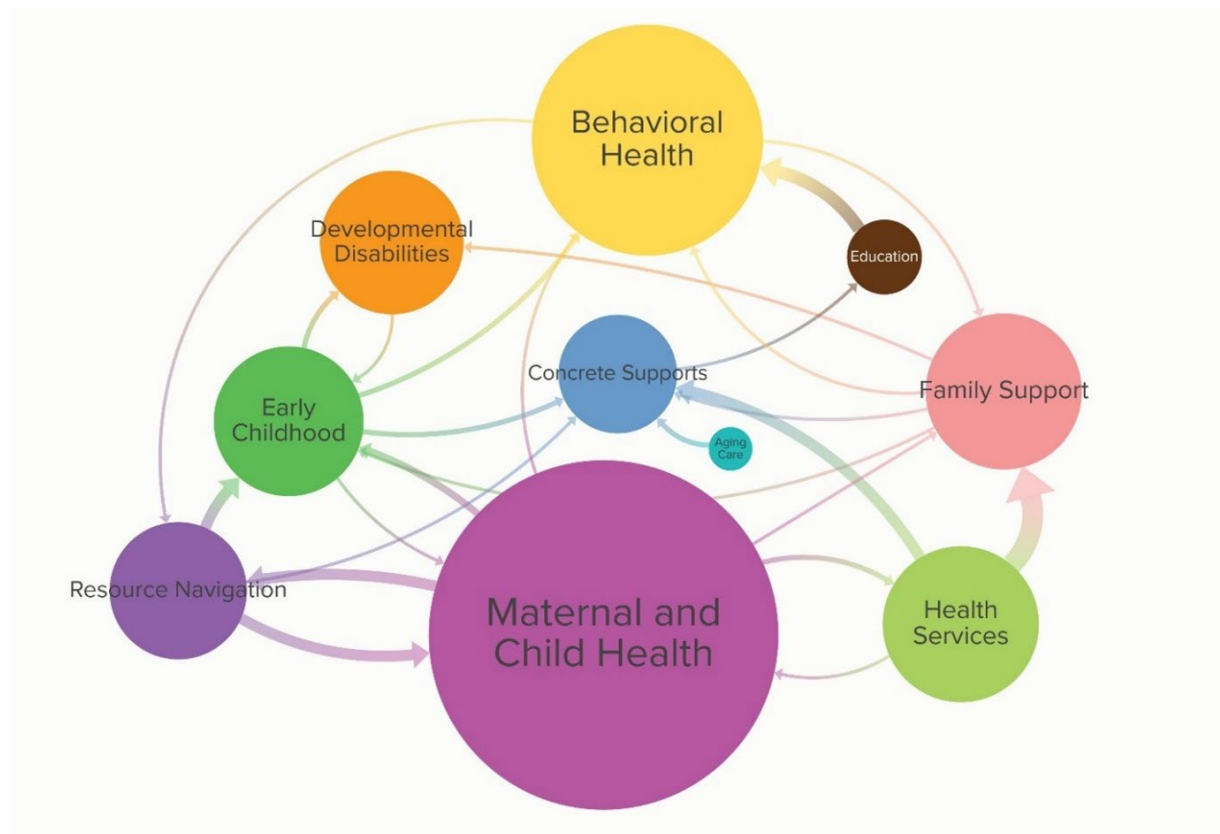 Behavioral
Health
Developmental
Disabilities
Education
Concrete Supports
Family Support
Early
Childhood
Aging
Care
Resource Navigation
Maternal and
Child Health
Health
Services